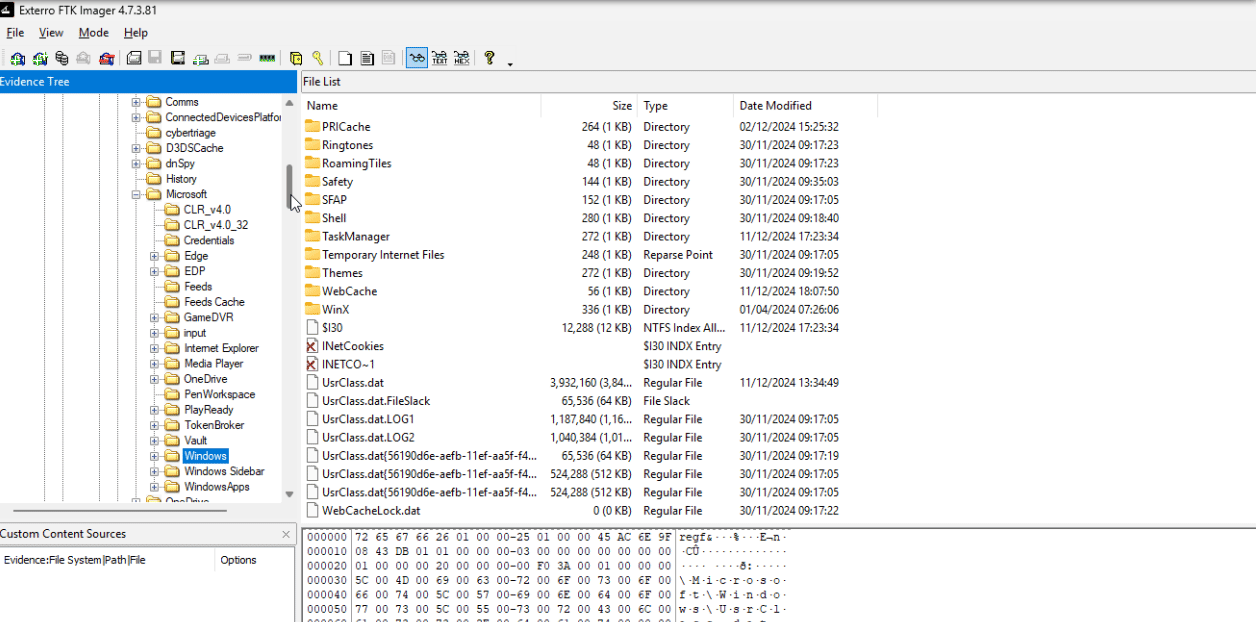 Exterro FTK Imager 4.7.3.81
File View Mode Help
Evidence Tree
Comms
ConnectedDevicesPlatfor
cybertriage
D3DSCache
dnSpy
History
Microsoft
CLR_v4.0
CLR_v4.0_32
Credentials
Edge
EDP
Feeds
Feeds Cache
GameDVR
input
Internet Explorer
Media Player
OneDrive
PenWorkspace
PlayReady
TokenBroker
Vault
Windows
Windows Sidebar
WindowsApps
OneDrive
File List
Name Size Type Date Modified
PRICache 264 (1 KB) Directory 02/12/2024 15:25:32
Ringtones 48 (1 KB) Directory 30/11/2024 09:17:23
RoamingTiles 48 (1 KB) Directory 30/11/2024 09:17:23
Safety 144 (1 KB) Directory 30/11/2024 09:35:03
SFAP 152 (1 KB) Directory 30/11/2024 09:17:05
Shell 280 (1 KB) Directory 30/11/2024 09:18:40
TaskManager 272 (1 KB) Directory 11/12/2024 17:23:34
Temporary Internet Files 248 (1 KB) Reparse Point 30/11/2024 09:17:05
Themes 272 (1 KB) Directory 30/11/2024 09:19:52
WebCache 56 (1 KB) Directory 11/12/2024 18:07:50
WinX 336 (1 KB) Directory 01/04/2024 07:26:06
$I30 12,288 (12 KB) NTFS Index All... 11/12/2024 17:23:34
INetCookies $I30 INDX Entry
INETCO~1 $I30 INDX Entry
UsrClass.dat 3,932,160 (3,84... Regular File 11/12/2024 13:34:49
UsrClass.dat.FileSlack 65,536 (64 KB) File Slack
UsrClass.dat.LOG1 1,187,840 (1,16... Regular File 30/11/2024 09:17:05
UsrClass.dat.LOG2 1,040,384 (1,01... Regular File 30/11/2024 09:17:05
UsrClass.dat{56190d6e-aefb-11ef-aa5f-f4... 65,536 (64 KB) Regular File 30/11/2024 09:17:19
UsrClass.dat{56190d6e-aefb-11ef-aa5f-f4... 524,288 (512 KB) Regular File 30/11/2024 09:17:05
UsrClass.dat{56190d6e-aefb-11ef-aa5f-f4... 524,288 (512 KB) Regular File 30/11/2024 09:17:05
WebCacheLock.dat 0 (0 KB) Regular File 30/11/2024 09:17:22
Custom Content Sources
Evidence:File System|Path|File Options
000000 72 65 67 66 26 01 00 00-25 01 00 00 45 AC 6E 9F regf&···%···E¬n·
000010 08 43 DB 01 01 00 00 00-03 00 00 00 00 00 00 00 ·CÛ·············
000020 01 00 00 00 20 00 00 00-00 F0 3A 00 01 00 00 00 ···· ····ð:·····
000030 5C 00 4D 00 69 00 63 00-72 00 6F 00 73 00 6F 00 \·M·i·c·r·o·s·o·
000040 66 00 74 00 5C 00 57 00-69 00 6E 00 64 00 6F 00 f·t·\·W·i·n·d·o·
000050 77 00 73 00 5C 00 55 00-73 00 72 00 43 00 6C 00 w·s·\·U·s·r·C·l·